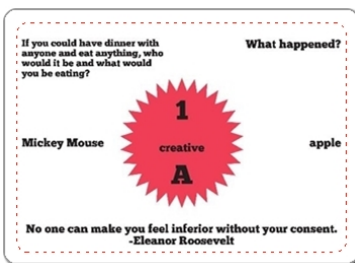 If you could have dinner with
anyone and eat anything, who
would it be and what would
you be eating?
What happened?
1
Mickey Mouse
creative
apple
A
No one can make you feel inferior without your consent.
-Eleanor Roosevelt